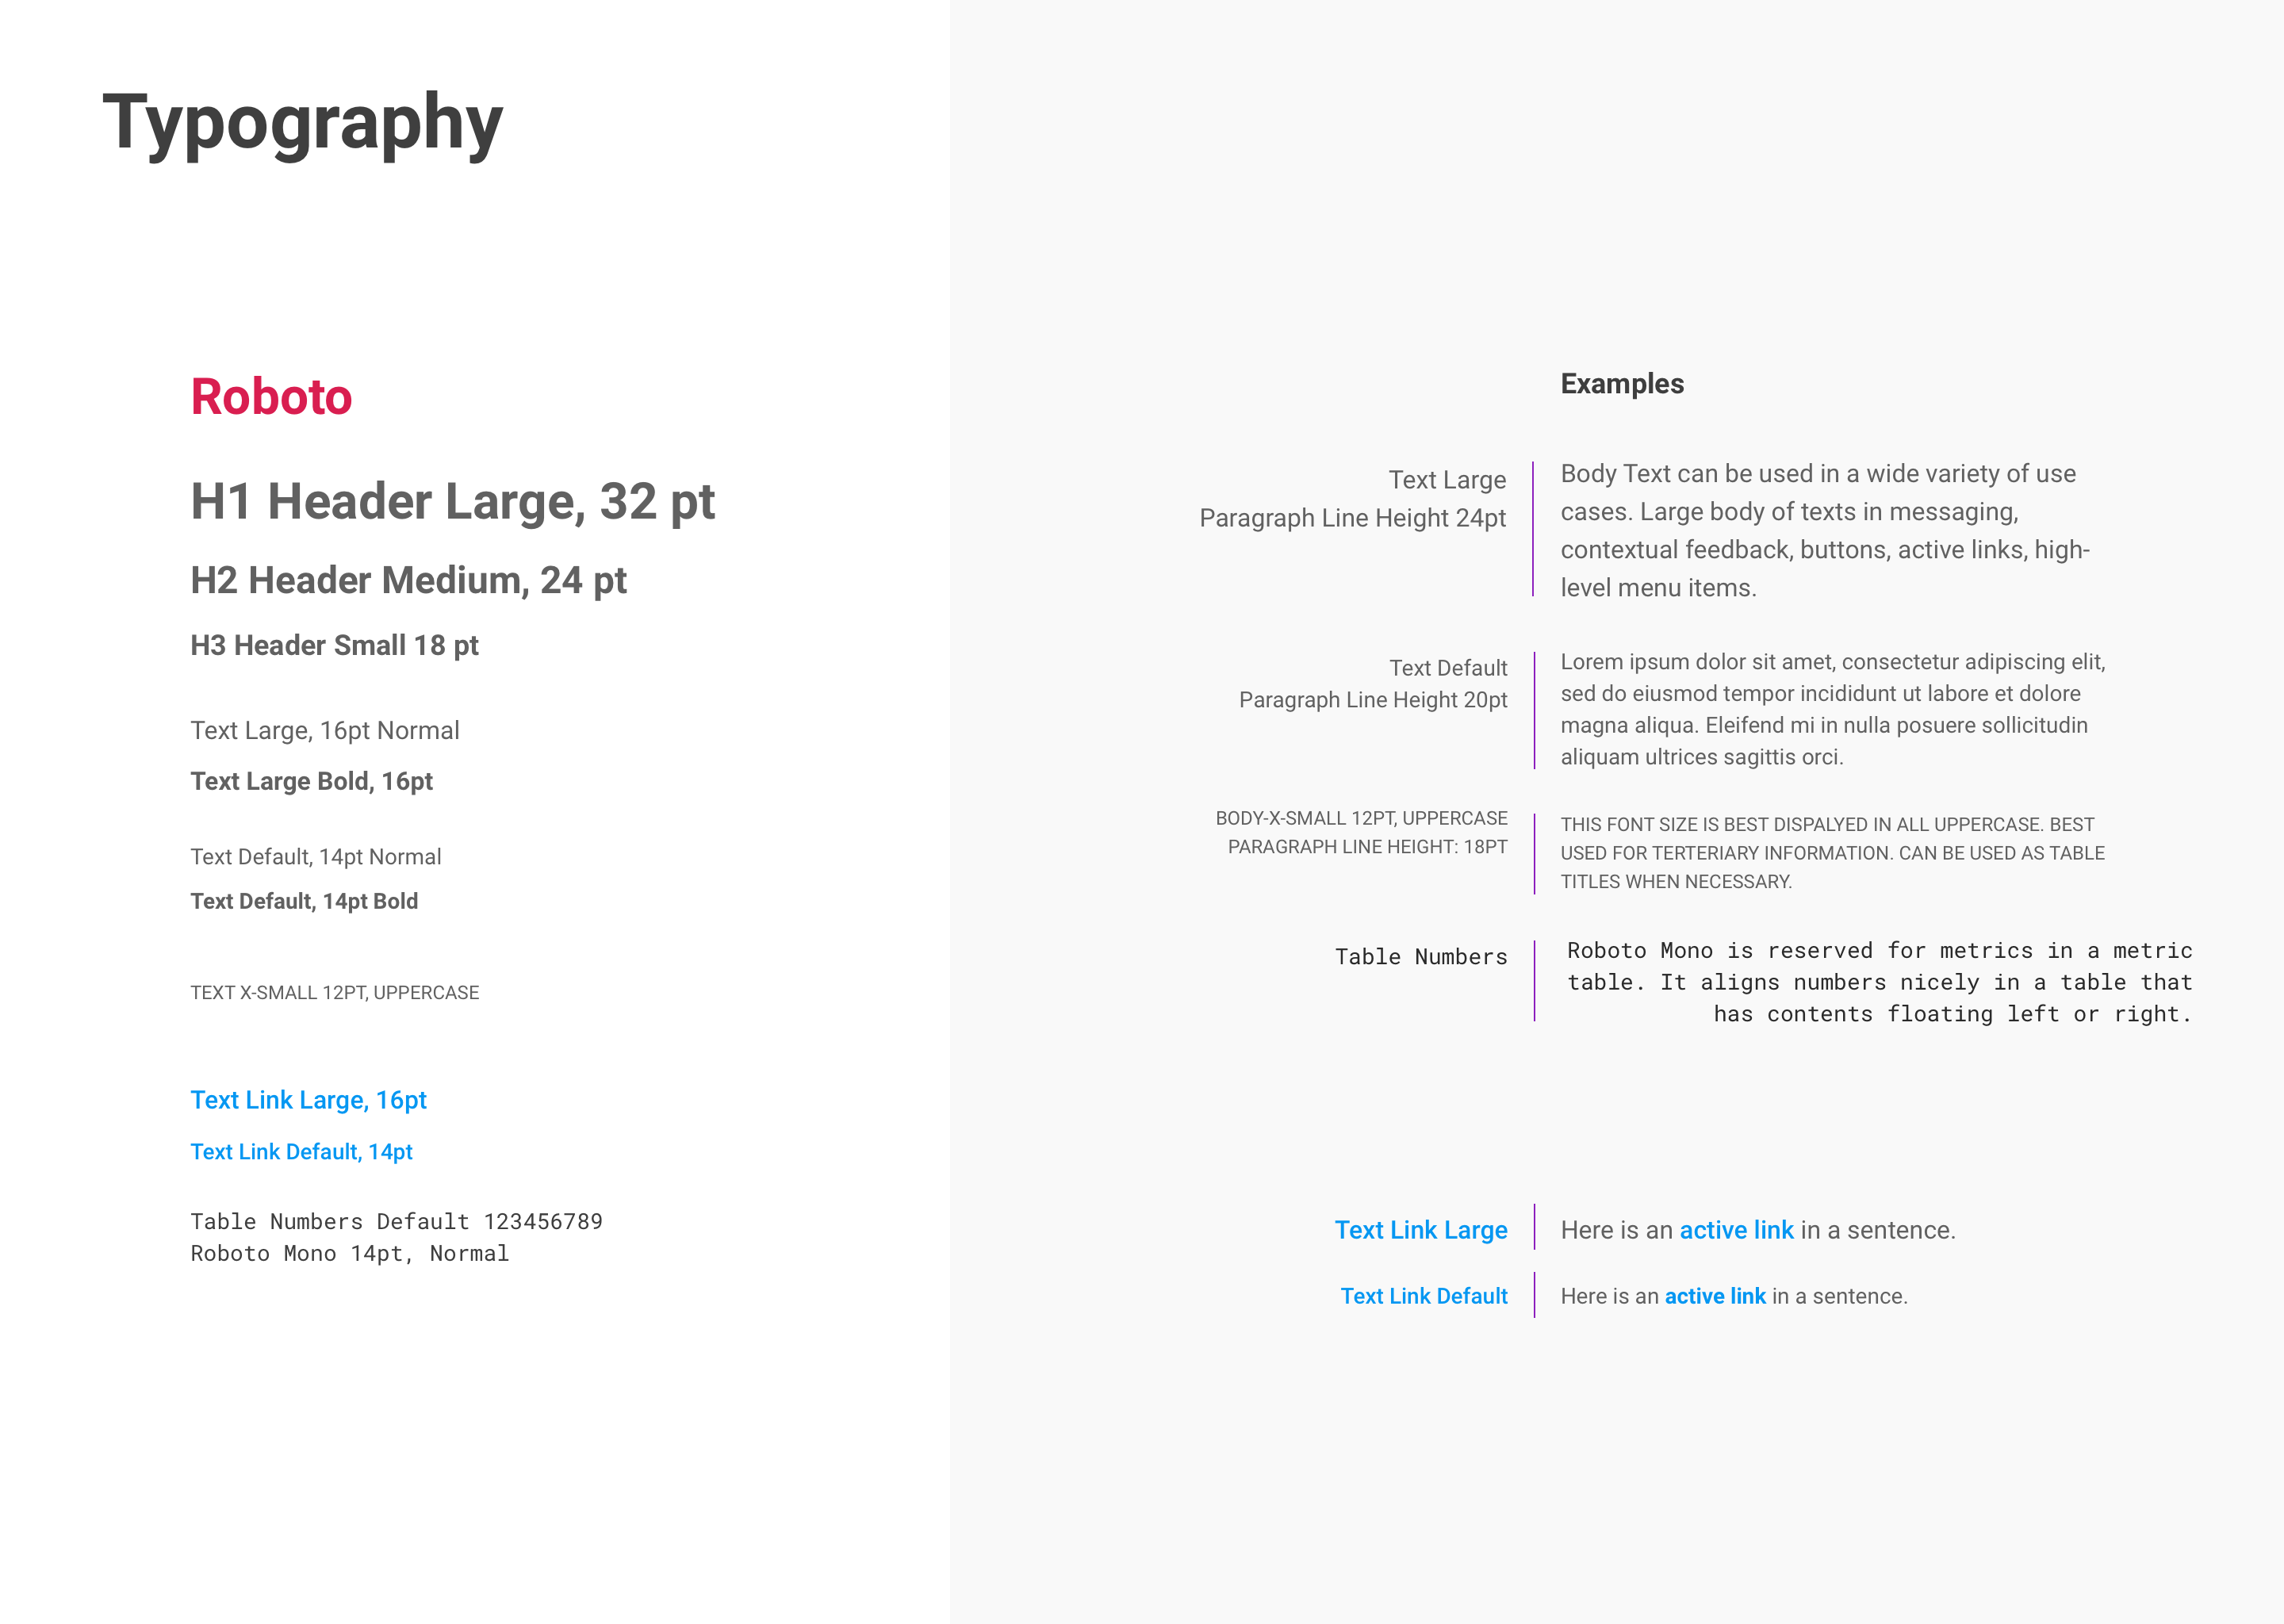 Typography
Roboto
H1 Header Large, 32 pt
H2 Header Medium, 24 pt
H3 Header Small 18 pt
Text Large, 16pt Normal
Text Large Bold, 16pt
Text Default, 14pt Normal
Text Default, 14pt Bold
TEXT X-SMALL 12PT, UPPERCASE
Text Link Large, 16pt
Text Link Default, 14pt
Table Numbers Default 123456789
Roboto Mono 14pt, Normal
Examples
Text Large
Paragraph Line Height 24pt
Body Text can be used in a wide variety of use
cases. Large body of texts in messaging,
contextual feedback, buttons, active links, high-
level menu items.
Text Default
Paragraph Line Height 20pt
Lorem ipsum dolor sit amet, consectetur adipiscing elit,
sed do eiusmod tempor incididunt ut labore et dolore
magna aliqua. Eleifend mi in nulla posuere sollicitudin
aliquam ultrices sagittis orci.
BODY-X-SMALL 12PT, UPPERCASE
PARAGRAPH LINE HEIGHT: 18PT
THIS FONT SIZE IS BEST DISPALYED IN ALL UPPERCASE. BEST
USED FOR TERTERIARY INFORMATION. CAN BE USED AS TABLE
TITLES WHEN NECESSARY.
Table Numbers
Roboto Mono is reserved for metrics in a metric
table. It aligns numbers nicely in a table that
has contents floating left or right.
Text Link Large
Here is an active link in a sentence.
Text Link Default
Here is an active link in a sentence.